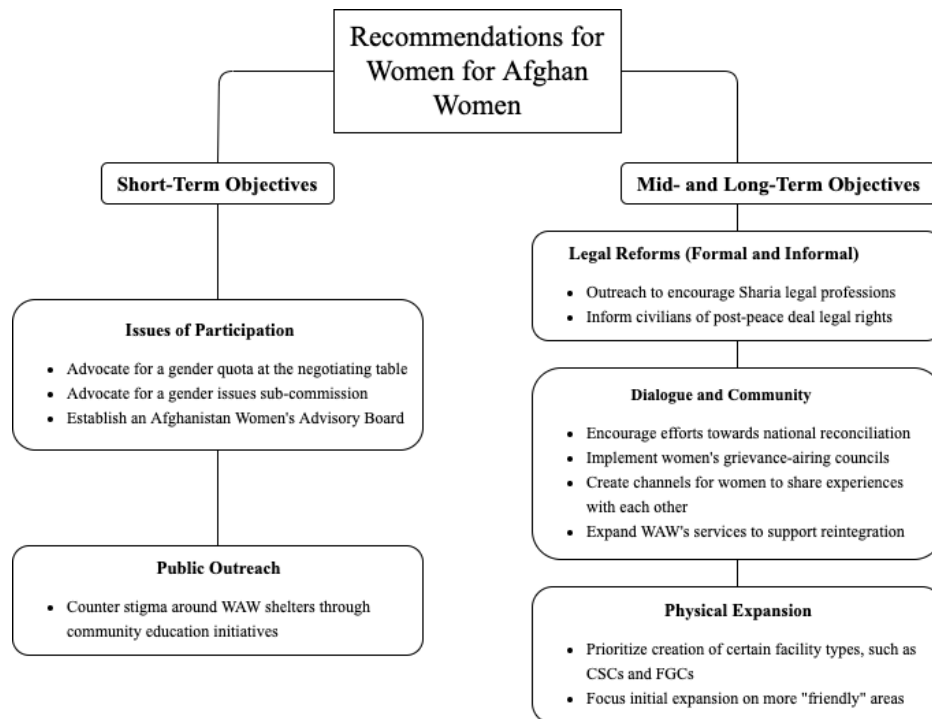 Recommendations for
Women for Afghan
Women
Short-Term Objectives
Issues of Participation
• Advocate for a gender quota at the negotiating table
• Advocate for a gender issues sub-commission
• Establish an Afghanistan Women's Advisory Board
Public Outreach
• Counter stigma around WAW shelters through
community education initiatives
Mid- and Long-Term Objectives
Legal Reforms (Formal and Informal)
• Outreach to encourage Sharia legal professions
• Inform civilians of post-peace deal legal rights
Dialogue and Community
• Encourage efforts towards national reconciliation
• Implement women's grievance-airing councils
• Create channels for women to share experiences
with each other
• Expand WAW's services to support reintegration
Physical Expansion
• Prioritize creation of certain facility types, such as
CSCs and FGCs
• Focus initial expansion on more "friendly" areas